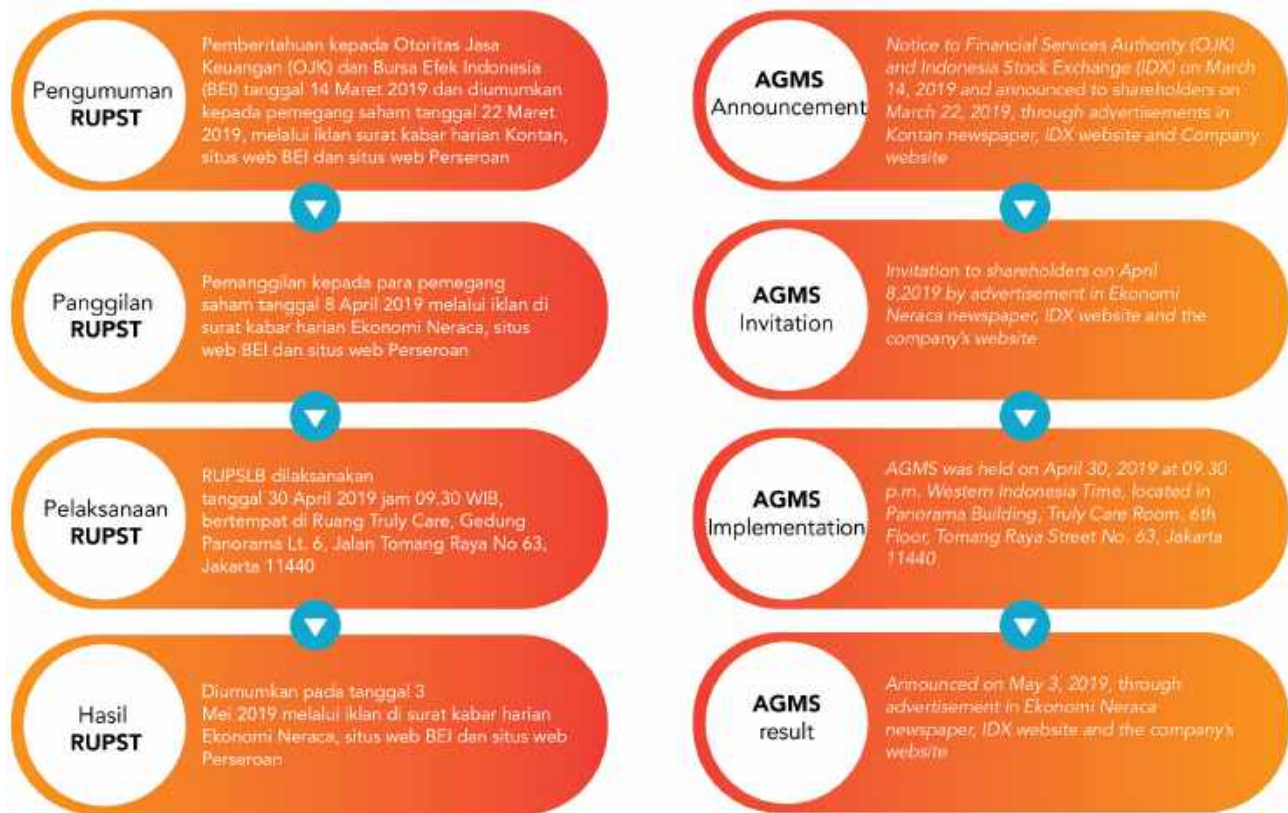 Pengumuman
RUPST
Pemberitahuan kepada Otoritas Jasa
Keuangan (OJK) dan Bursa Efek Indonesia
(BEI) tanggal 14 Maret 2019 dan diumumkan
kepada pemegang saham tanggal 22 Maret
2019, melalui iklan surat kabar harian Kontan,
situs web BEI dan situs web Perseroan
Panggilan
RUPST
Pemanggilan kepada para pemegang
saham tanggal 8 April 2019 melalui iklan di
surat kabar harian Ekonomi Neraca, situs
web BEI dan situs web Perseroan
Pelaksanaan
RUPST
RUPSLB dilaksanakan
tanggal 30 April 2019 jam 09.30 WIB,
bertempat di Ruang Truly Care, Gedung
Panorama Lt. 6, Jalan Tomang Raya No 63,
Jakarta 11440
Hasil
RUPST
Diumumkan pada tanggal 3
Mei 2019 melalui iklan di surat kabar harian
Ekonomi Neraca, situs web BEI dan situs web
Perseroan
AGMS
Announcement
Notice to Financial Services Authority (OJK)
and Indonesia Stock Exchange (IDX) on March
14, 2019 and announced to shareholders on
March 22, 2019, through advertisements in
Kontan newspaper, IDX website and Company
website
AGMS
Invitation
Invitation to shareholders on April
8,2019 by advertisement in Ekonomi
Neraca newspaper, IDX website and the
company's website
AGMS
Implementation
AGMS was held on April 30, 2019 at 09.30
p.m. Western Indonesia Time, located in
Panorama Building, Truly Care Room, 6th
Floor, Tomang Raya Street No. 63, Jakarta
11440
AGMS
result
Announced on May 3, 2019, through
advertisement in Ekonomi Neraca
newspaper, IDX website and the company's
website